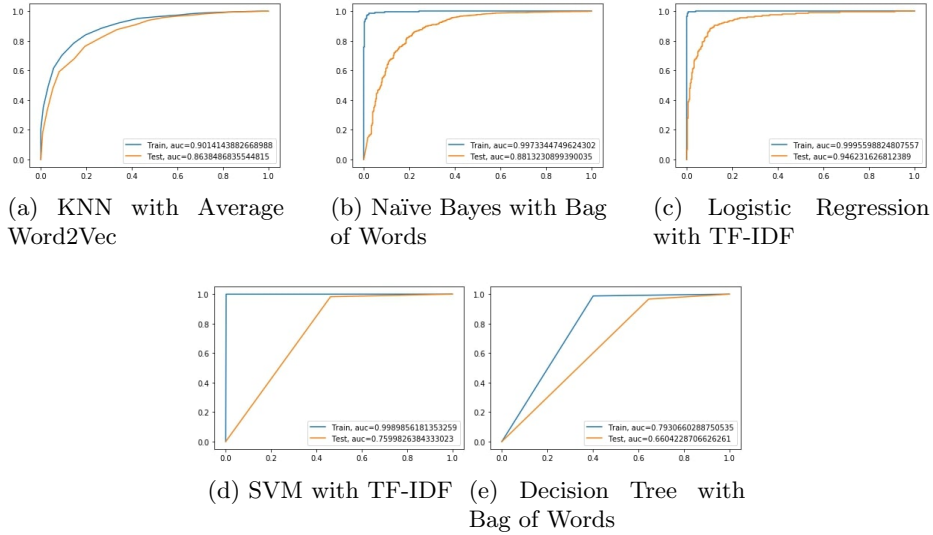 1.0
0.8
0.6
0.4
0.2
0.0
0.0 0.2 0.4 0.6 0.8 1.0
Train, auc=0.9014143882668988
Test, auc=0.8638486835544815
(a) KNN with Average
Word2Vec
1.0
0.8
0.6
0.4
0.2
0.0
0.0 0.2 0.4 0.6 0.8 1.0
Train, auc=0.9973344749624302
Test, auc=0.8813230899390035
(b) Naïve Bayes with Bag
of Words
1.0
0.8
0.6
0.4
0.2
0.0
0.0 0.2 0.4 0.6 0.8 1.0
Train, auc=0.9995598824807557
Test, auc=0.946231626812389
(c) Logistic Regression
with TF-IDF
1.0
0.8
0.6
0.4
0.2
0.0
0.0 0.2 0.4 0.6 0.8 1.0
Train, auc=0.9989856181353259
Test, auc=0.7599826384333023
(d) SVM with TF-IDF
1.0
0.8
0.6
0.4
0.2
0.0
0.0 0.2 0.4 0.6 0.8 1.0
Train, auc=0.7930660288750535
Test, auc=0.6604228706626261
(e) Decision Tree with
Bag of Words